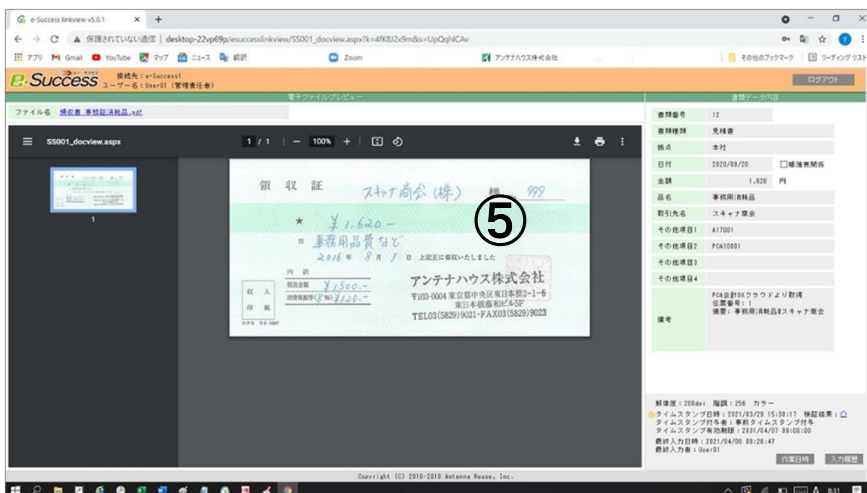 e-Success linkview v5.0.1
保護されていない通信 | desktop-22vp69p/esuccesslinkview/SS001_docview.aspx?k=4fK8J2x9m8s=UpQqhlCAv
アプリ M Gmail YouTube マップ ニュース 翻訳 Zoom アンテナハウス株式会社 その他のブックマーク リーディング リスト
e-Success 接続先:e-Success1
ユーザー名:User01 (管理責任者)
ログアウト
電子ファイルプレビュー
書類データ内容
ファイル名 領収書_事務証消耗品.pdf
SS001_docview.aspx 1 / 1 100%
1
領収証 スキャナ商会(株) 様 999
★ ¥1.620.-
但 事務用品費など
2016年 8月 1日 上記正に領収いたしました
⑤
内訳
税抜金額 ¥1,500.-
消費税額等(8%) ¥120.-
収入
印紙
アンテナハウス株式会社
〒103-0004 東京都中央区東日本橋2-1-6
東日本橋藤和ビル5F
TEL03(5829)9021・FAX03(5829)9023
書類番号 12
書類種類 見積書
拠点 本社
日付 2020/08/20 帳簿無関係
金額 1,620 円
品名 事務用消耗品
取引先名 スキャナ商会
その他項目1 A17001
その他項目2 PCA10001
その他項目3
その他項目4
備考 PCA会計DXクラウドより取得
伝票番号:1
摘要:事務用消耗品スキャナ商会
解像度:200dpi 階調:256 カラー
タイムスタンプ日時:2021/03/29 15:38:17 検証結果:○
タイムスタンプ付与者:事前タイムスタンプ付与
タイムスタンプ有効期限:2031/04/07 09:00:00
最終入力日時:2021/04/08 08:26:47
最終入力者:User01
作業日時 入力履歴
Copyright (C) 2016-2018 Antenna House, Inc.
A 8:31